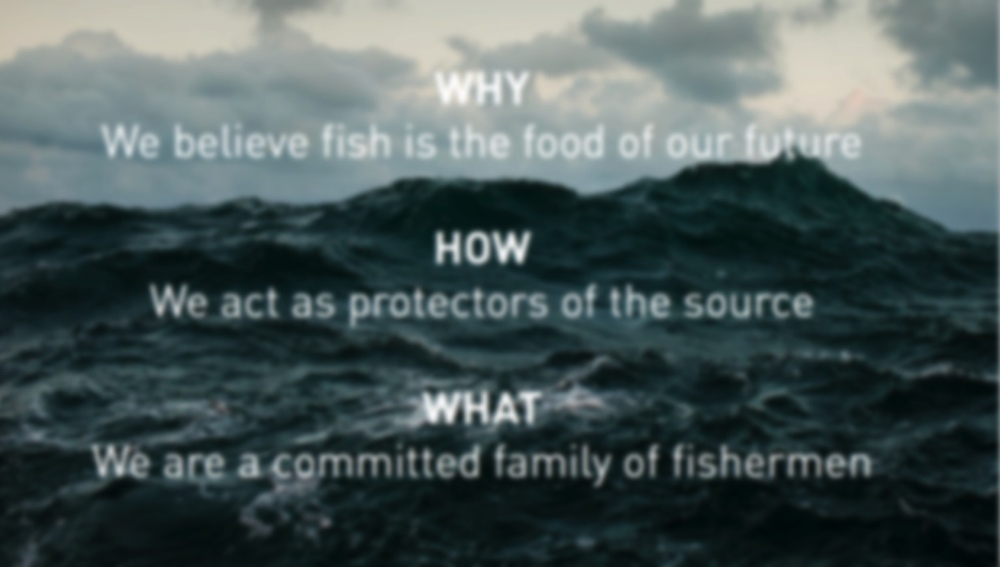 WHY
We believe fish is the food of our future
HOW
We act as protectors of the source
WHAT
We are a committed family of fishermen